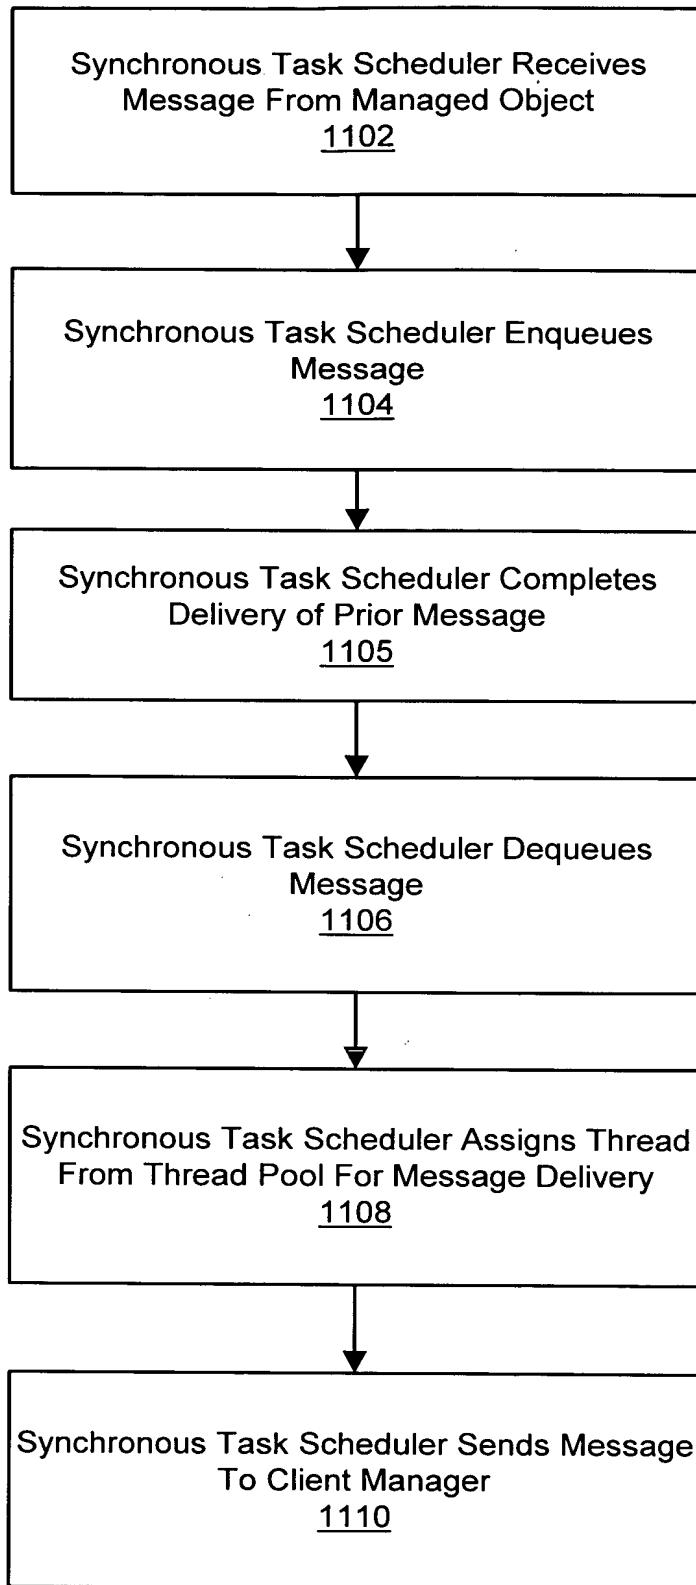 Synchronous Task Scheduler Receives
Message From Managed Object
1102
Synchronous Task Scheduler Enqueues
Message
1104
Synchronous Task Scheduler Completes
Delivery of Prior Message
1105
Synchronous Task Scheduler Dequeues
Message
1106
Synchronous Task Scheduler Assigns Thread
From Thread Pool For Message Delivery
1108
Synchronous Task Scheduler Sends Message
To Client Manager
1110